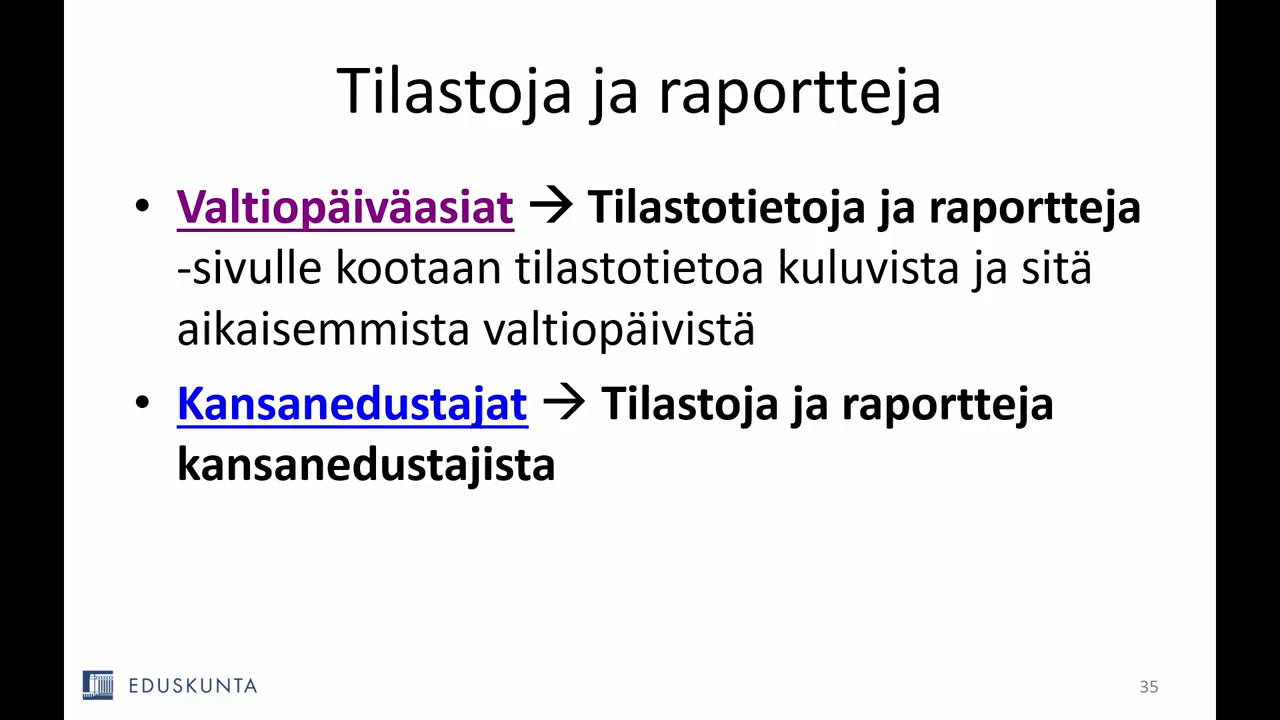 Tilastoja ja raportteja
• Valtiopäiväasiat → Tilastotietoja ja raportteja
-sivulle kootaan tilastotietoa kuluvista ja sitä
aikaisemmista valtiopäivistä
• Kansanedustajat → Tilastoja ja raportteja
kansanedustajista
EDUSKUNTA
35